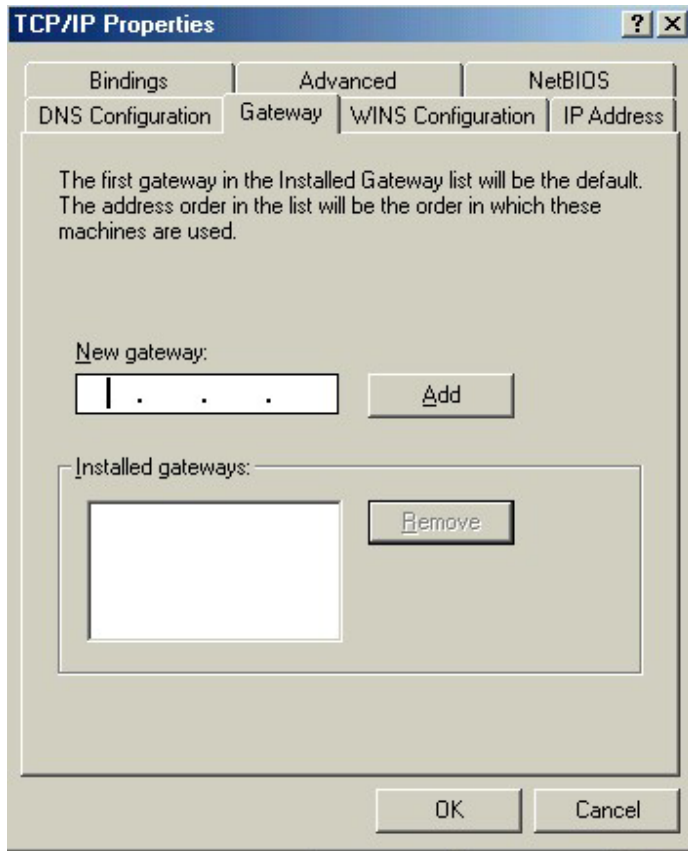 TCP/IP Properties
Bindings Advanced NetBIOS
DNS Configuration Gateway WINS Configuration IP Address
The first gateway in the Installed Gateway list will be the default.
The address order in the list will be the order in which these
machines are used.
New gateway:
. . .
Add
Installed gateways:
Remove
OK Cancel